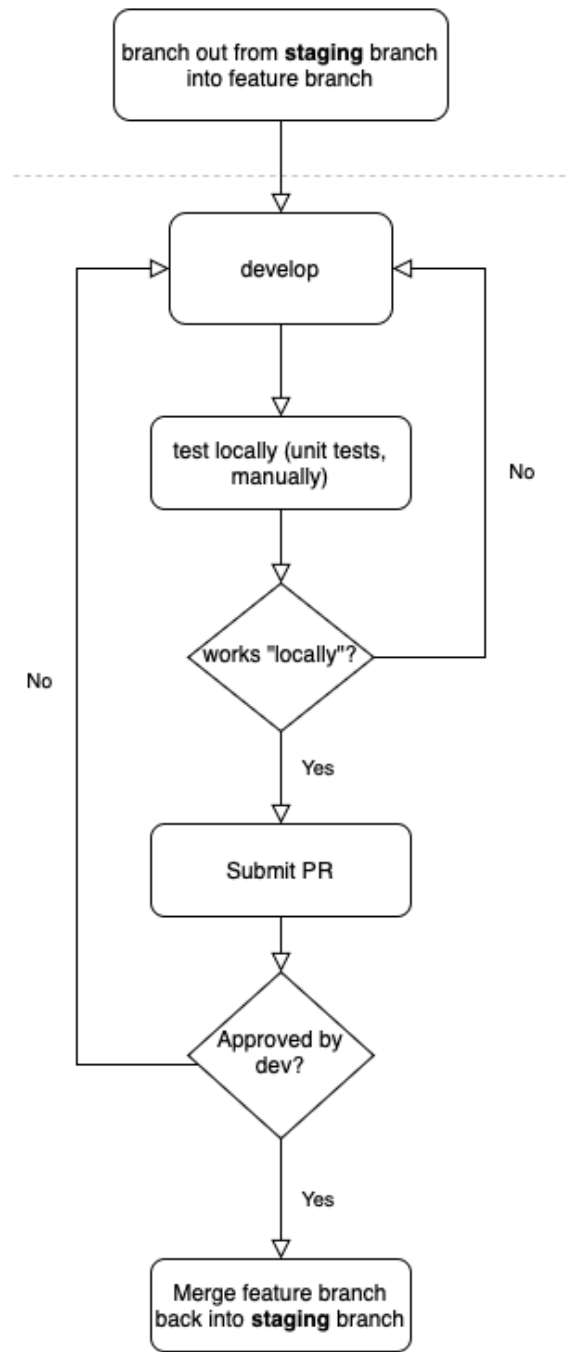 branch out from staging branch
into feature branch
develop
test locally (unit tests,
manually)
No
works "locally"?
No
Yes
Submit PR
Approved by
dev?
Yes
Merge feature branch
back into staging branch